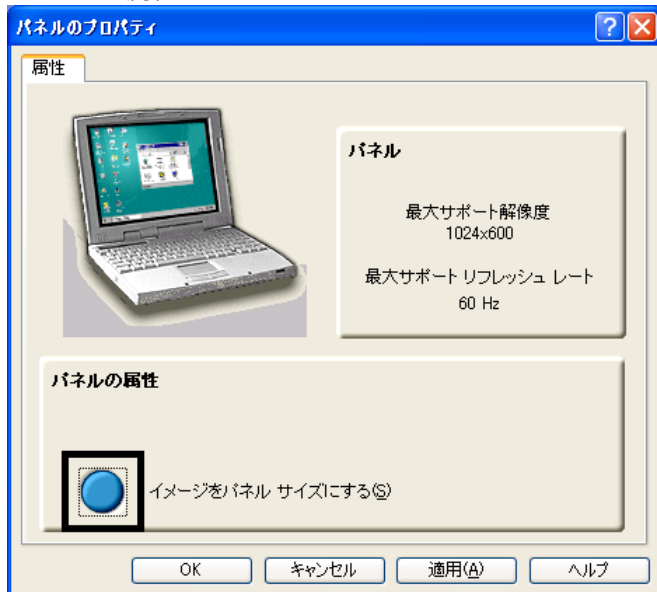 パネルのプロパティ
属性
パネル
最大サポート解像度
1024x600
最大サポート リフレッシュ レート
60 Hz
パネルの属性
イメージをパネル サイズにする(S)
OK
キャンセル
適用(A)
ヘルプ